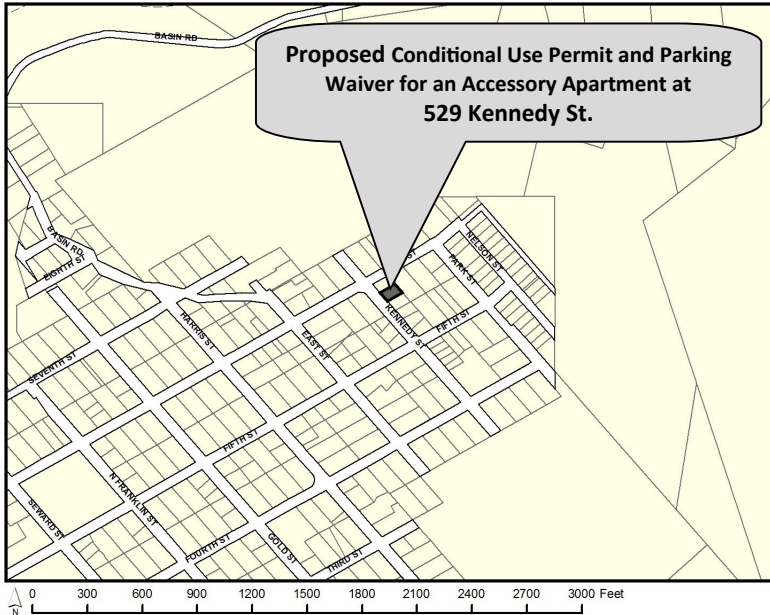 BASIN RD
Proposed Conditional Use Permit and Parking
Waiver for an Accessory Apartment at
529 Kennedy St.
BASIN RD
EIGHTH ST
NELSON ST
PARK ST
ST
KENNEDY ST
FIFTH ST
HARRIS ST
EAST ST
SEVENTH ST
FIFTH ST
N FRANKLIN ST
SEWARD ST
FOURTH ST
GOLD ST
THIRD ST
N
0 300 600 900 1200 1500 1800 2100 2400 2700 3000 Feet